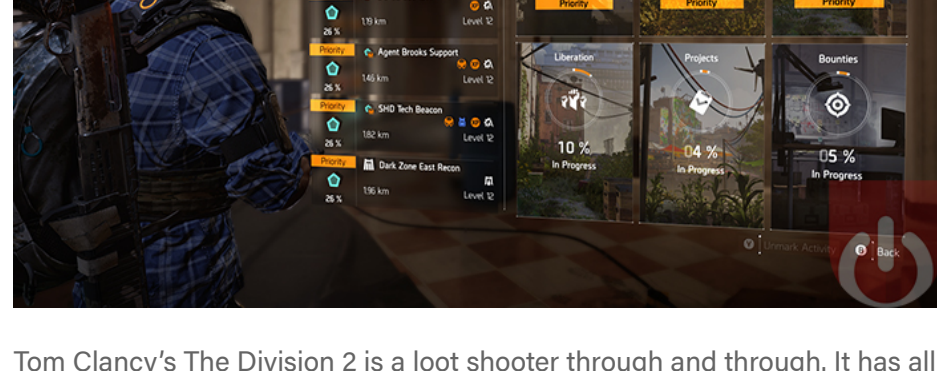 Priority
Priority
Priority
1.19 km
Level 12
26 %
Priority
Agent Brooks Support
1.46 km
Level 12
26 %
Priority
SHD Tech Beacon
1.82 km
Level 12
26 %
Priority
Dark Zone East Recon
1.96 km
Level 12
26 %
Liberation
10 %
In Progress
Projects
04 %
In Progress
Bounties
05 %
In Progress
Y Unmark Activity
B Back
Tom Clancy's The Division 2 is a loot shooter through and through. It has all